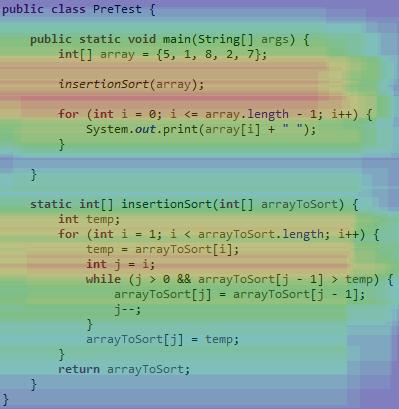 public class PreTest {
public static void main(String[] args) {
int[] array = {5, 1, 8, 2, 7};
insertionSort(array);
for (int i = 0; i <= array.length - 1; i++) {
System.out.print(array[i] + " ");
}
}
static int[] insertionSort(int[] arrayToSort) {
int temp;
for (int i = 1; i < arrayToSort.length; i++) {
temp = arrayToSort[i];
int j = i;
while (j > 0 && arrayToSort[j - 1] > temp) {
arrayToSort[j] = arrayToSort[j - 1];
j--;
}
arrayToSort[j] = temp;
}
return arrayToSort;
}
}